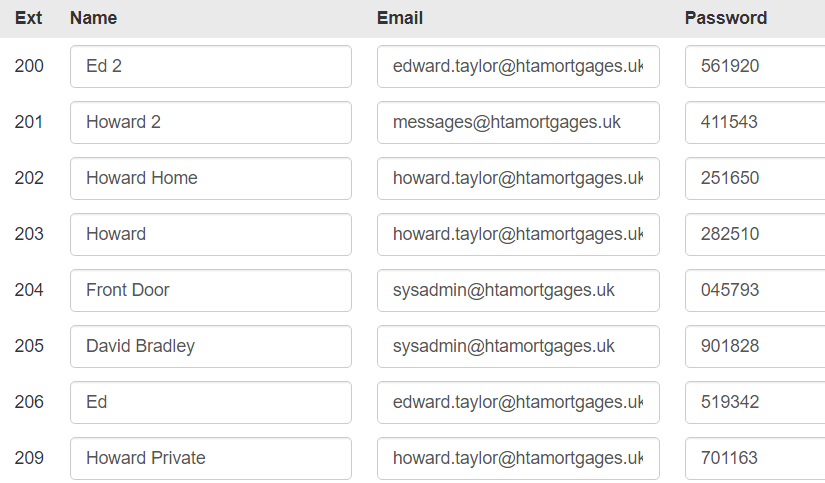 Ext Name Email Password
200 Ed 2 edward.taylor@htamortgages.uk 561920
201 Howard 2 messages@htamortgages.uk 411543
202 Howard Home howard.taylor@htamortgages.uk 251650
203 Howard howard.taylor@htamortgages.uk 282510
204 Front Door sysadmin@htamortgages.uk 045793
205 David Bradley sysadmin@htamortgages.uk 901828
206 Ed edward.taylor@htamortgages.uk 519342
209 Howard Private howard.taylor@htamortgages.uk 701163